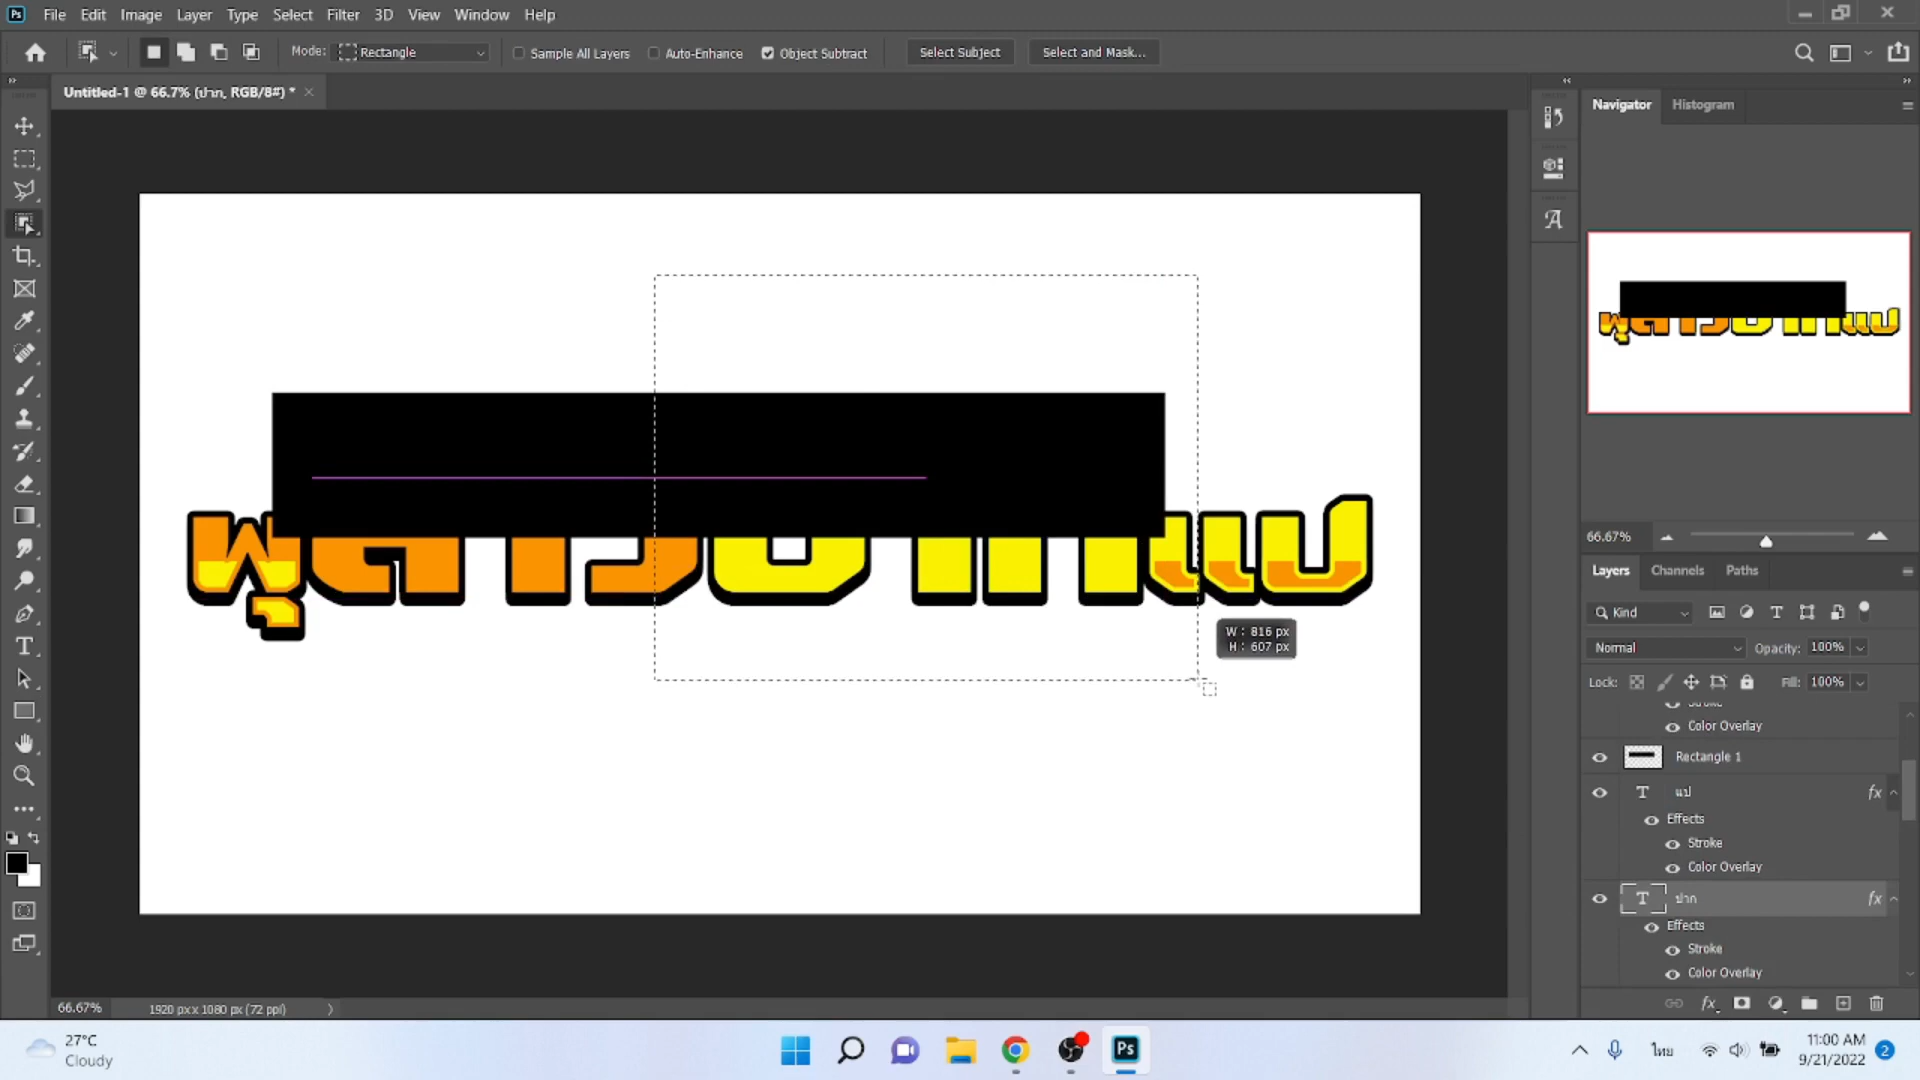 File Edit Image Layer Type Select Filter 3D View Window Help
Mode: Rectangle Sample All Layers Auto-Enhance Object Subtract Select Subject Select and Mask...
Untitled-1 @ 66.7% (ปาก, RGB/8#) *
Navigator Histogram
W : 816 px
H : 607 px
66.67%
Layers Channels Paths
Kind
Normal Opacity: 100%
Lock: Fill: 100%
Color Overlay
Rectangle 1
แป fx
Effects
Stroke
Color Overlay
ปาก fx
Effects
Stroke
Color Overlay
66.67% 1920 px x 1080 px (72 ppi)
27°C
Cloudy
Ps
ไทย
11:00 AM
9/21/2022
2